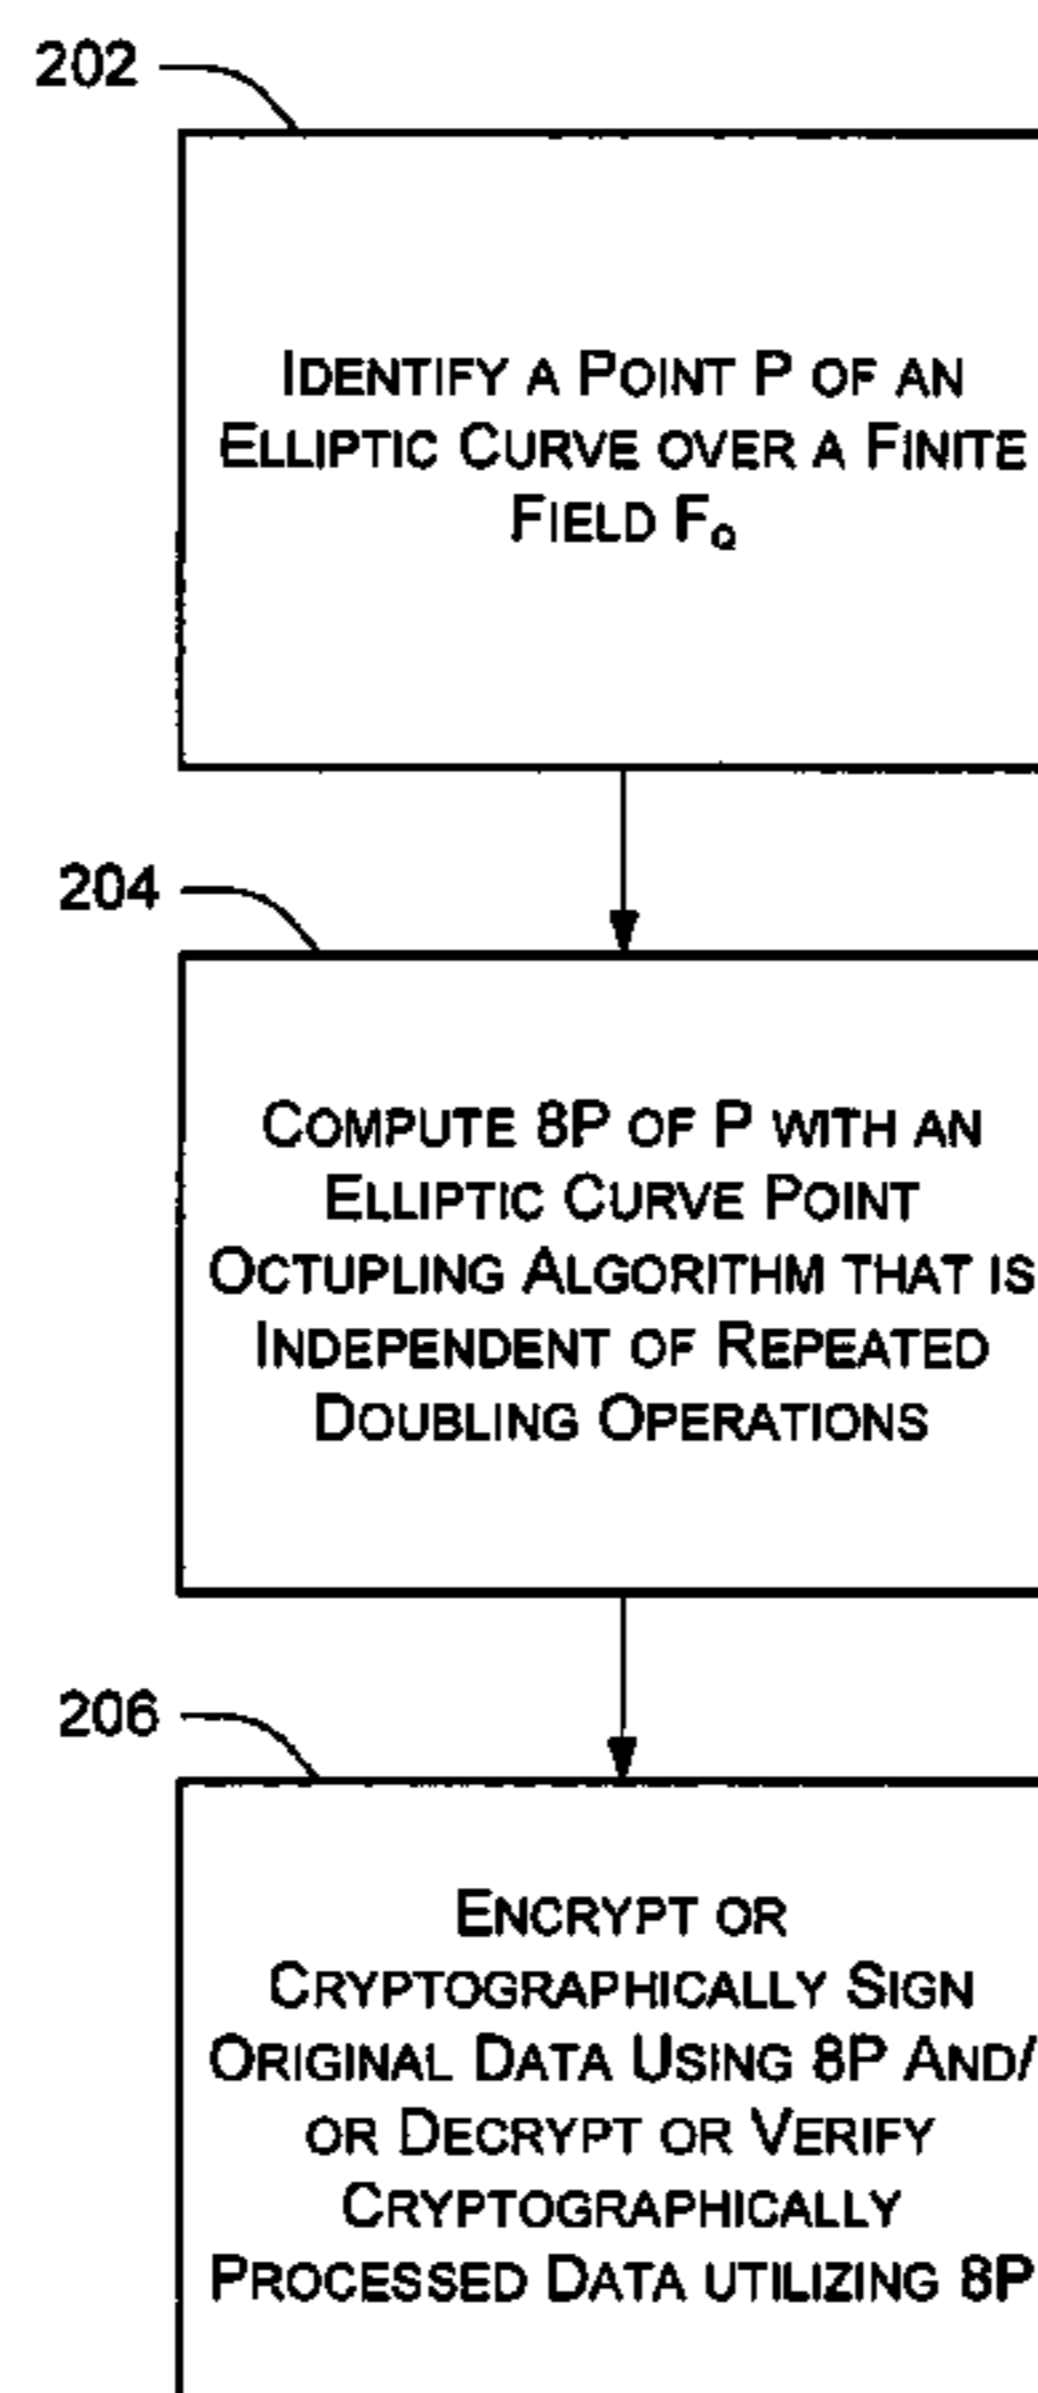 202
IDENTIFY A POINT P OF AN
ELLIPTIC CURVE OVER A FINITE
FIELD FQ
204
COMPUTE 8P OF P WITH AN
ELLIPTIC CURVE POINT
OCTUPLING ALGORITHM THAT IS
INDEPENDENT OF REPEATED
DOUBLING OPERATIONS
206
ENCRYPT OR
CRYPTOGRAPHICALLY SIGN
ORIGINAL DATA USING 8P AND/
OR DECRYPT OR VERIFY
CRYPTOGRAPHICALLY
PROCESSED DATA UTILIZING 8P